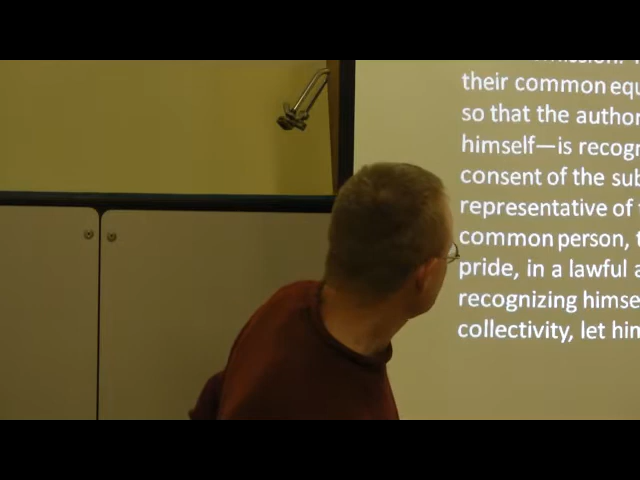 their common equ
so that the author
himself—is recogn
consent of the sub
representative of
common person, t
pride, in a lawful a
recognizing himse
collectivity, let him